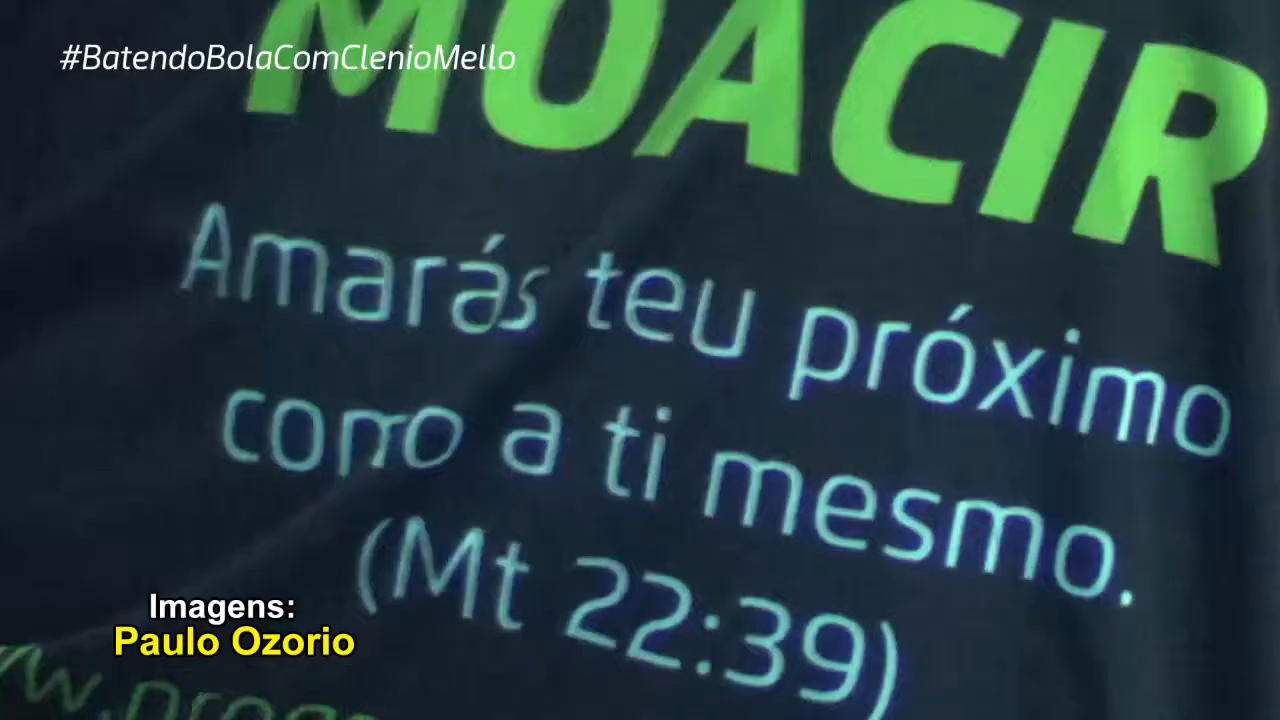 #BatendoBolaComClenioMello
MOACIR
Amarás teu próximo
como a ti mesmo.
(Mt 22:39)
Imagens:
Paulo Ozorio